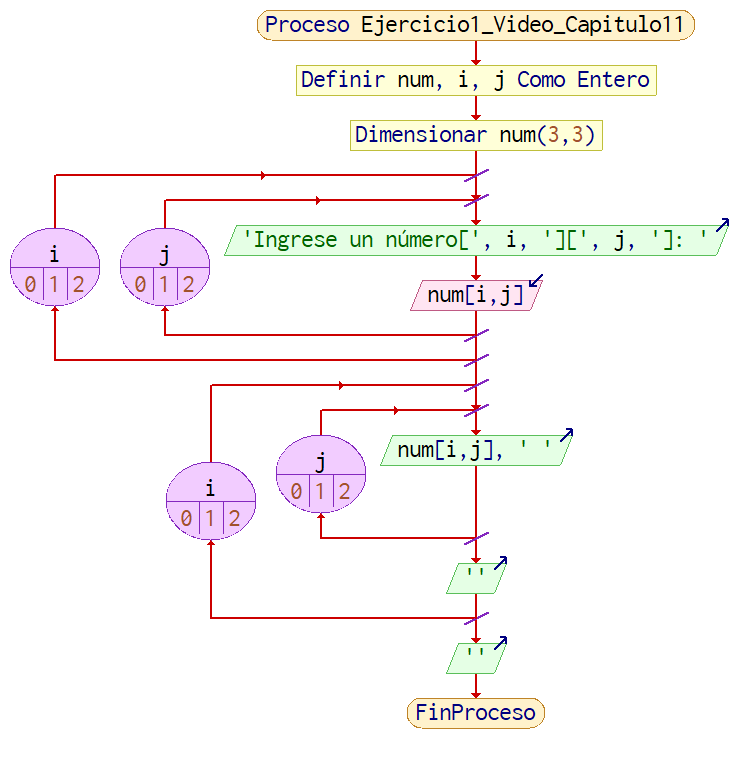 Proceso Ejercicio1_Video_Capitulo11
Definir num, i, j Como Entero
Dimensionar num(3,3)
'Ingrese un número[', i, '][', j, ']: '
i
0 1 2
j
0 1 2
num[i,j]
num[i,j], ' '
j
0 1 2
i
0 1 2
''
''
FinProceso